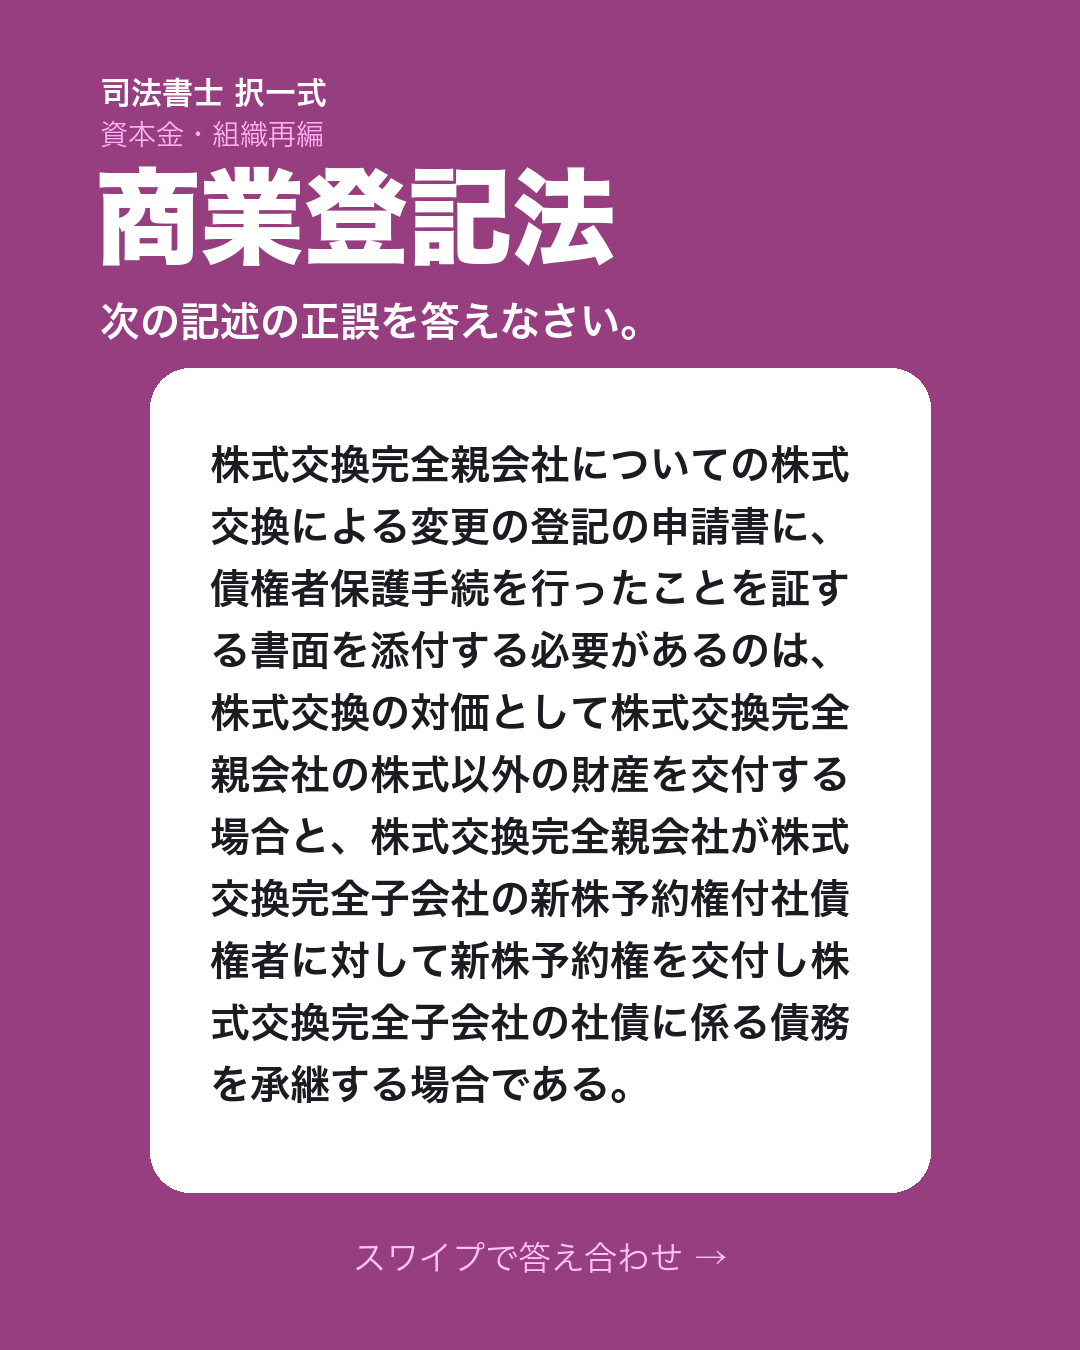 司法書士 択一式
資本金・組織再編
商業登記法
次の記述の正誤を答えなさい。
株式交換完全親会社についての株式
交換による変更の登記の申請書に、
債権者保護手続を行ったことを証す
る書面を添付する必要があるのは、
株式交換の対価として株式交換完全
親会社の株式以外の財産を交付する
場合と、株式交換完全親会社が株式
交換完全子会社の新株予約権付社債
権者に対して新株予約権を交付し株
式交換完全子会社の社債に係る債務
を承継する場合である。
スワイプで答え合わせ →